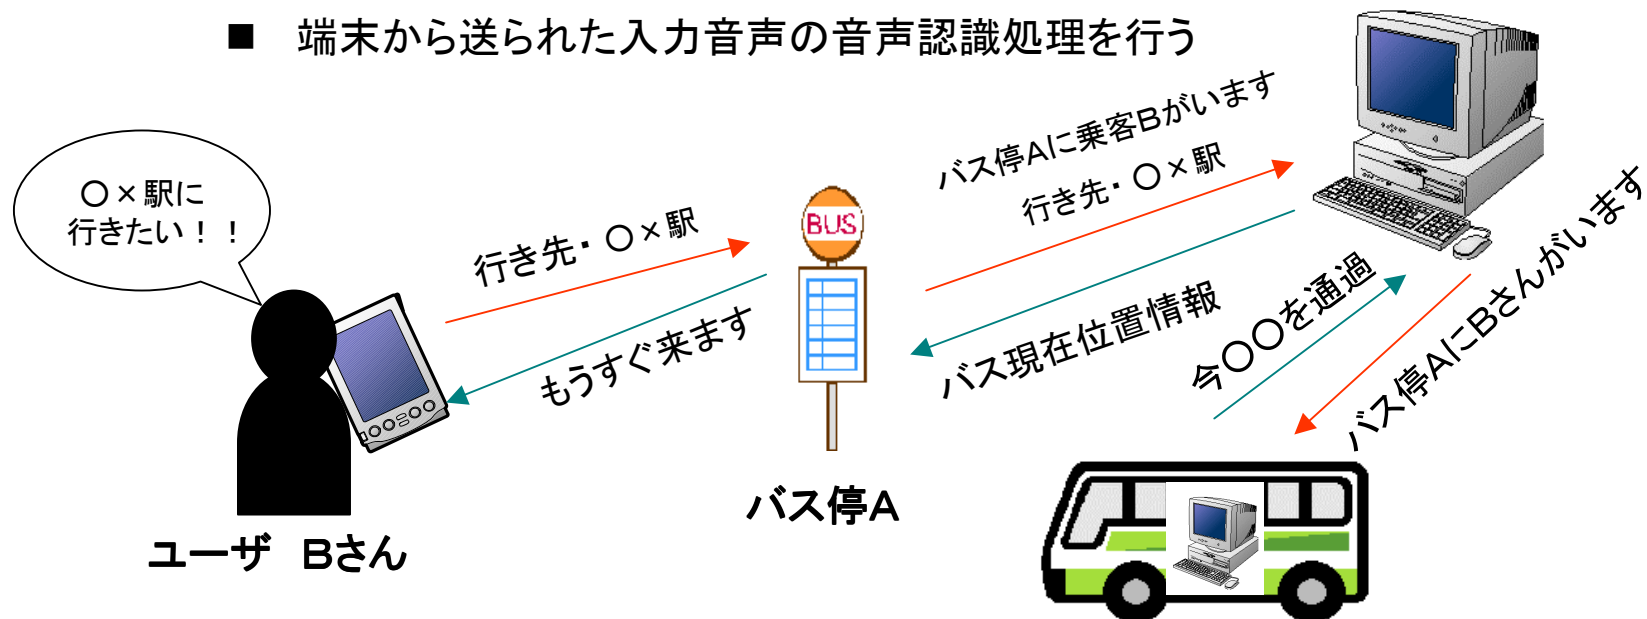 ■ 端末から送られた入力音声の音声認識処理を行う
〇×駅に
行きたい！！
行き先・〇×駅
もうすぐ来ます
BUS
バス停Aに乗客Bがいます
行き先・〇×駅
バス現在位置情報
今〇〇を通過
バス停AにBさんがいます
バス停A
ユーザ Bさん